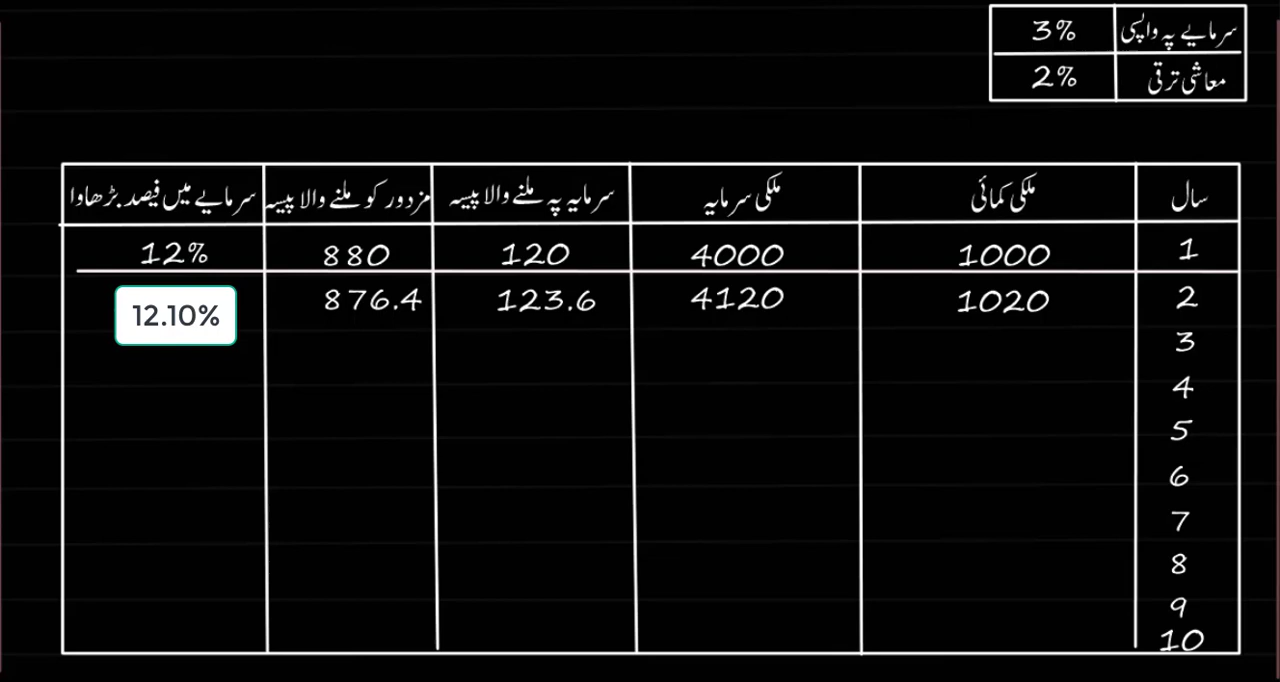 سرمایے پہ واپسی 3%
معاشی ترقی 2%
سال ملکی کمائی ملکی سرمایہ سرمایہ پہ ملنے والا پیسہ مزدور کو ملنے والا پیسہ سرمایے میں فیصد بڑھاوا
1 1000 4000 120 880 12%
2 1020 4120 123.6 876.4 12.10%
3
4
5
6
7
8
9
10